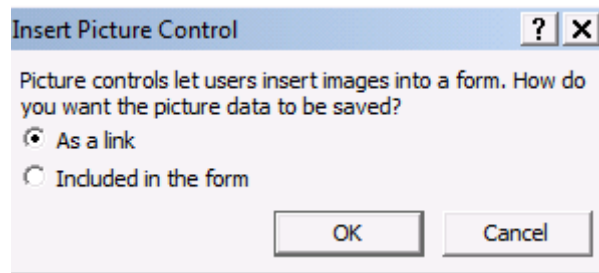 Insert Picture Control
? X
Picture controls let users insert images into a form. How do
you want the picture data to be saved?
As a link
Included in the form
OK Cancel